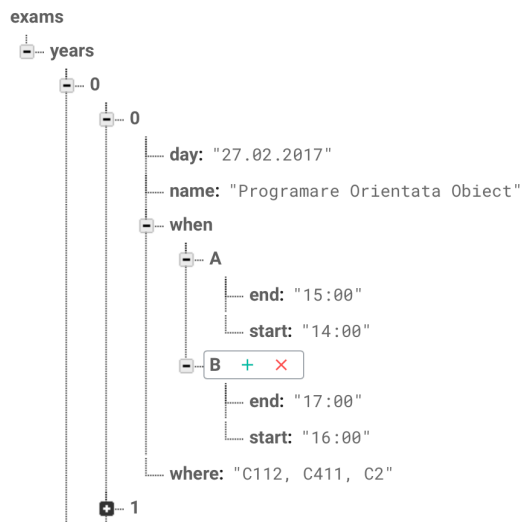 exams
years
0
0
day: "27.02.2017"
name: "Programare Orientata Obiect"
when
A
end: "15:00"
start: "14:00"
B + ×
end: "17:00"
start: "16:00"
where: "C112, C411, C2"
1